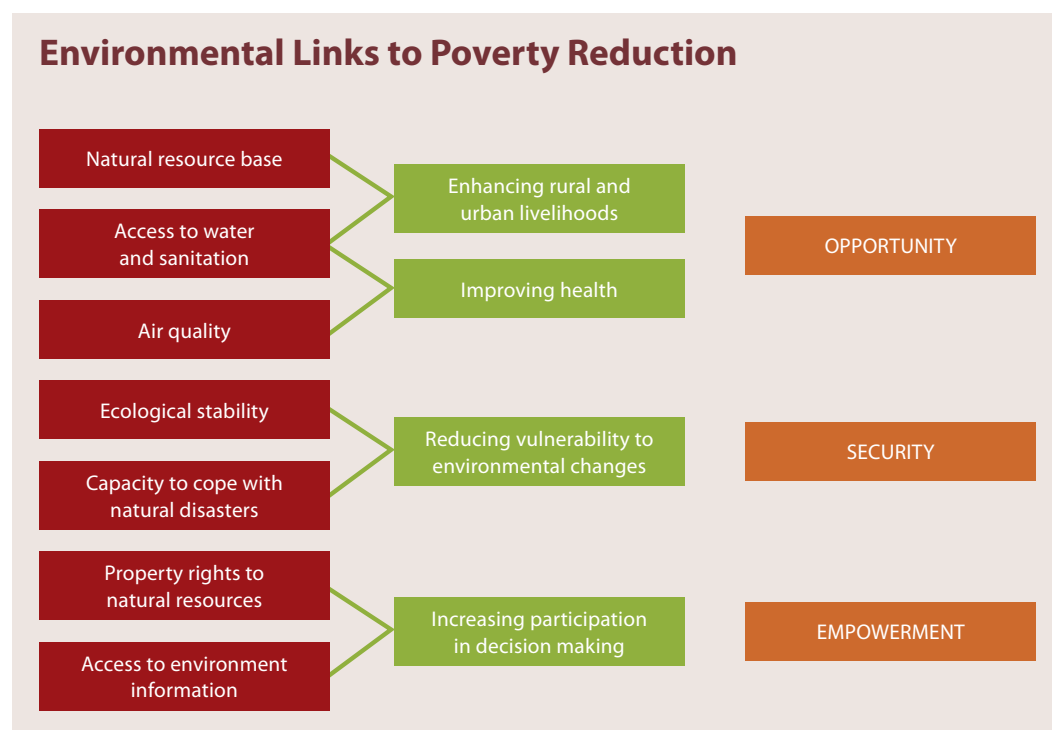 Environmental Links to Poverty Reduction
Natural resource base
Access to water
and sanitation
Air quality
Ecological stability
Capacity to cope with
natural disasters
Property rights to
natural resources
Access to environment
information
Enhancing rural and
urban livelihoods
Improving health
Reducing vulnerability to
environmental changes
Increasing participation
in decision making
OPPORTUNITY
SECURITY
EMPOWERMENT